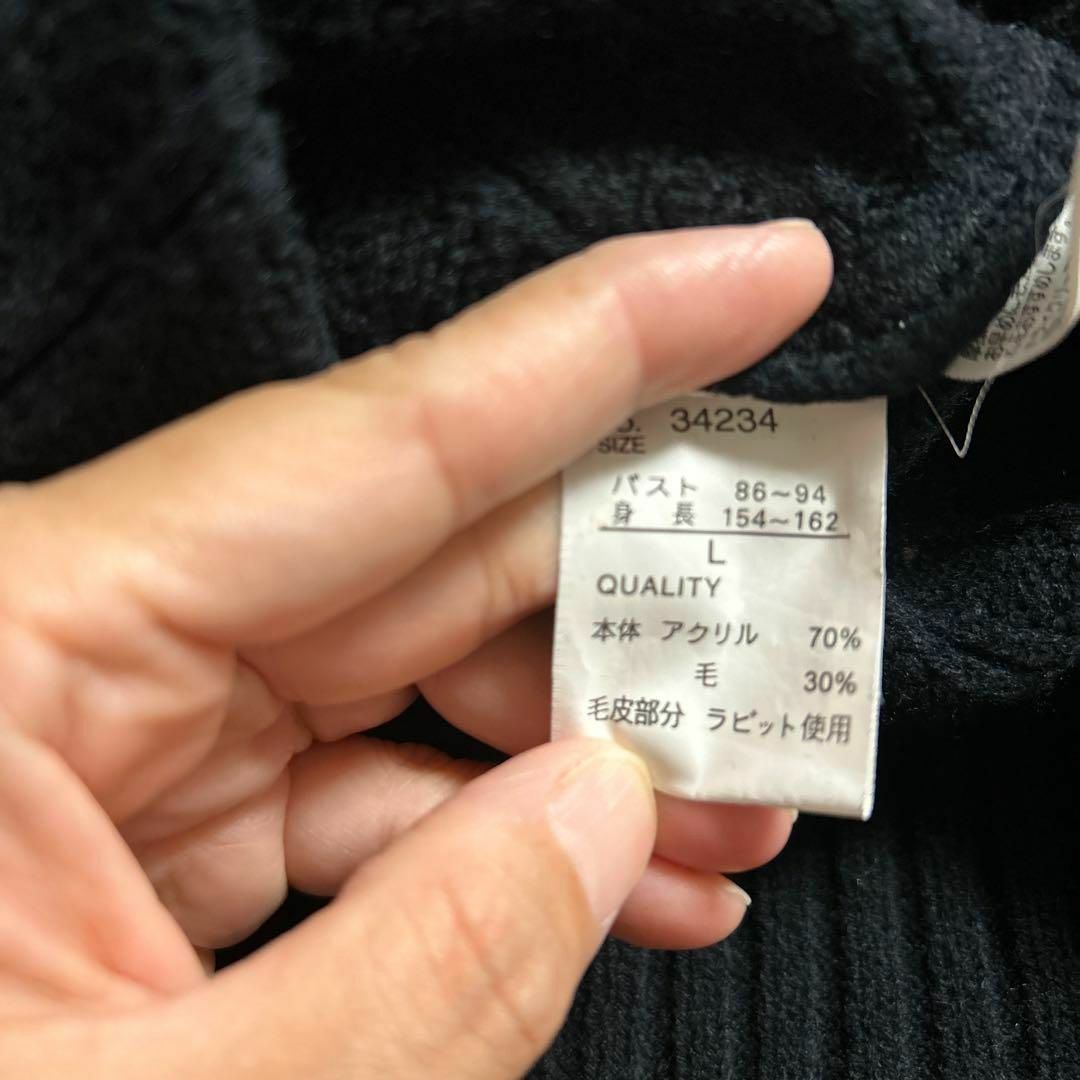 34234
SIZE
バスト 86~94
身長 154~162
L
QUALITY
本体 アクリル 70%
毛 30%
毛皮部分 ラビット使用